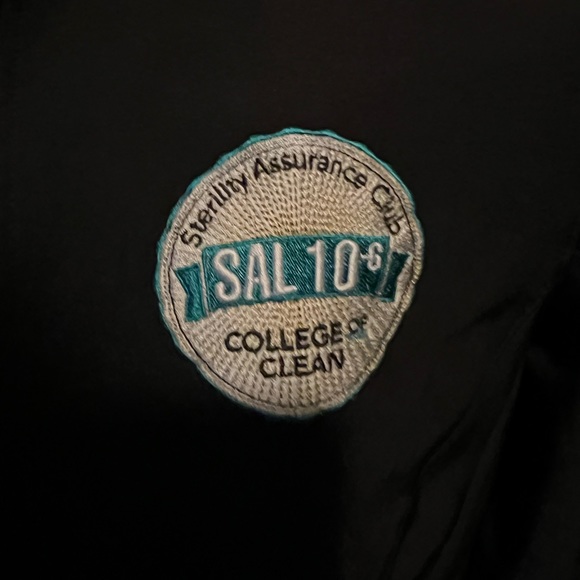 Sterility Assurance Club
SAL 10-6
COLLEGE OF
CLEAN